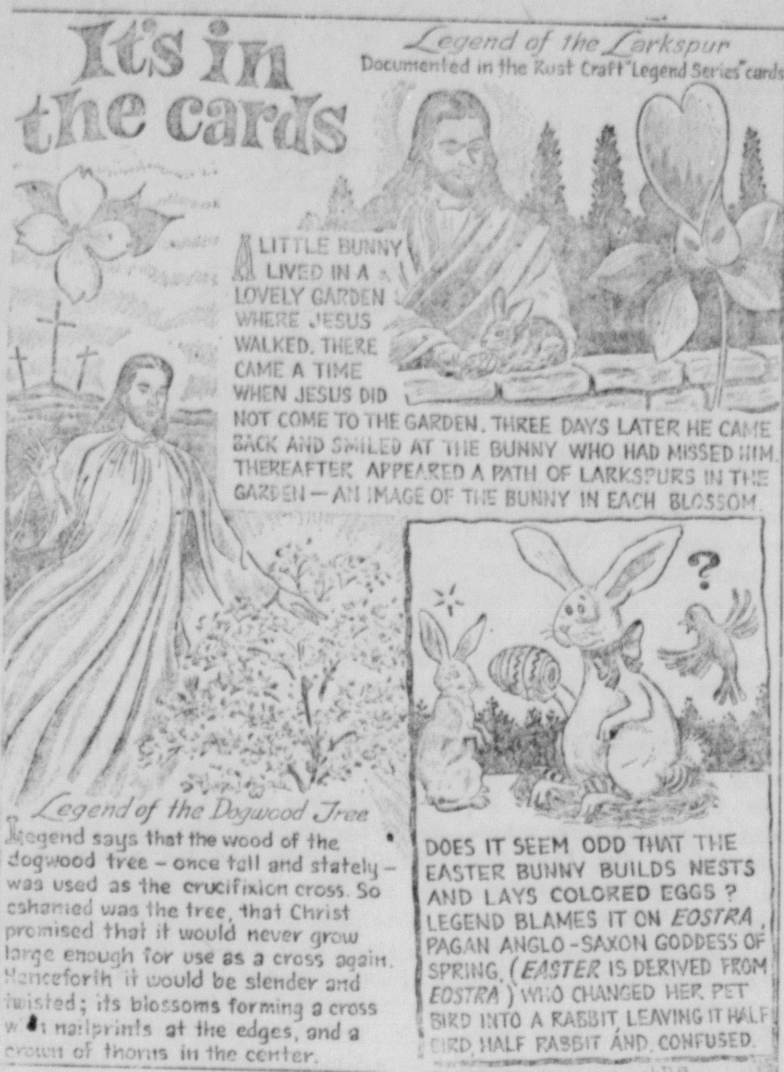 It's in
the cards
Legend of the Larkspur
Documented in the Rust Craft "Legend Series" cards
A LITTLE BUNNY
LIVED IN A
LOVELY GARDEN
WHERE JESUS
WALKED. THERE
CAME A TIME
WHEN JESUS DID
NOT COME TO THE GARDEN. THREE DAYS LATER HE CAME
BACK AND SMILED AT THE BUNNY WHO HAD MISSED HIM.
THEREAFTER APPEARED A PATH OF LARKSPURS IN THE
GARDEN — AN IMAGE OF THE BUNNY IN EACH BLOSSOM.
Legend of the Dogwood Tree
Legend says that the wood of the
dogwood tree — once tall and stately —
was used as the crucifixion cross. So
ashamed was the tree, that Christ
promised that it would never grow
large enough for use as a cross again.
Henceforth it would be slender and
twisted; its blossoms forming a cross
with nailprints at the edges, and a
crown of thorns in the center.
?
DOES IT SEEM ODD THAT THE
EASTER BUNNY BUILDS NESTS
AND LAYS COLORED EGGS?
LEGEND BLAMES IT ON EOSTRA,
PAGAN ANGLO-SAXON GODDESS OF
SPRING, (EASTER IS DERIVED FROM
EOSTRA) WHO CHANGED HER PET
BIRD INTO A RABBIT, LEAVING IT HALF
BIRD, HALF RABBIT AND, CONFUSED.